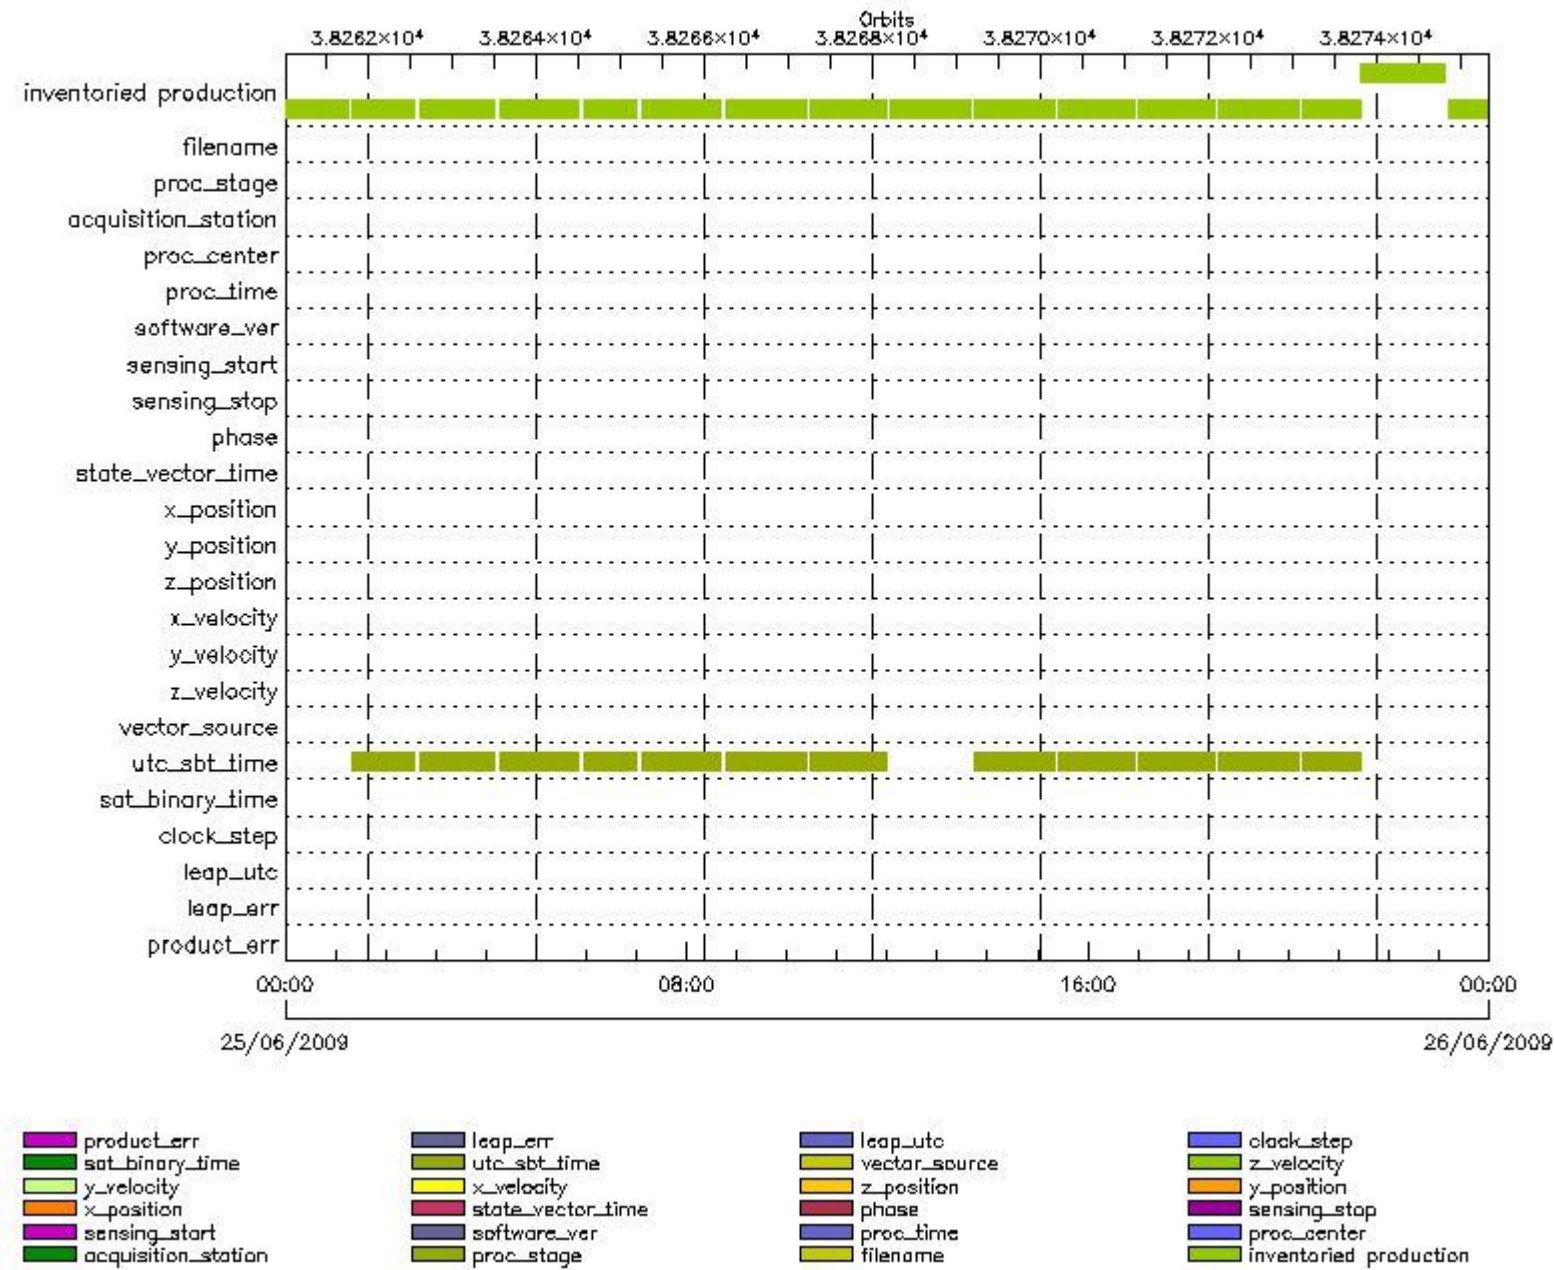 Orbits
3.8262×10⁴ 3.8264×10⁴ 3.8266×10⁴ 3.8268×10⁴ 3.8270×10⁴ 3.8272×10⁴ 3.8274×10⁴
inventoried production
filename
proc_stage
acquisition_station
proc_center
proc_time
software_ver
sensing_start
sensing_stop
phase
state_vector_time
x_position
y_position
z_position
x_velocity
y_velocity
z_velocity
vector_source
utc_sbt_time
sat_binary_time
clock_step
leap_utc
leap_err
product_err
00:00 08:00 16:00 00:00
25/06/2009 26/06/2009
product_err leap_err leap_utc clock_step
sat_binary_time utc_sbt_time vector_source z_velocity
y_velocity x_velocity z_position y_position
x_position state_vector_time phase sensing_stop
sensing_start software_ver proc_time proc_center
acquisition_station proc_stage filename inventoried production